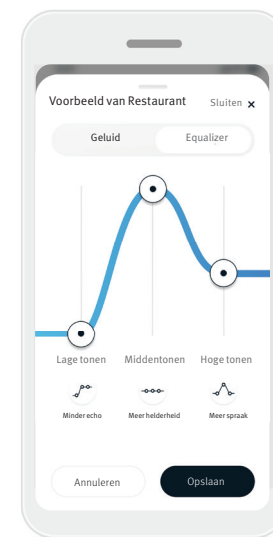 Voorbeeld van Restaurant Sluiten ×
Geluid Equalizer
Lage tonen Middentonen Hoge tonen
Minder echo Meer helderheid Meer spraak
Annuleren Opslaan